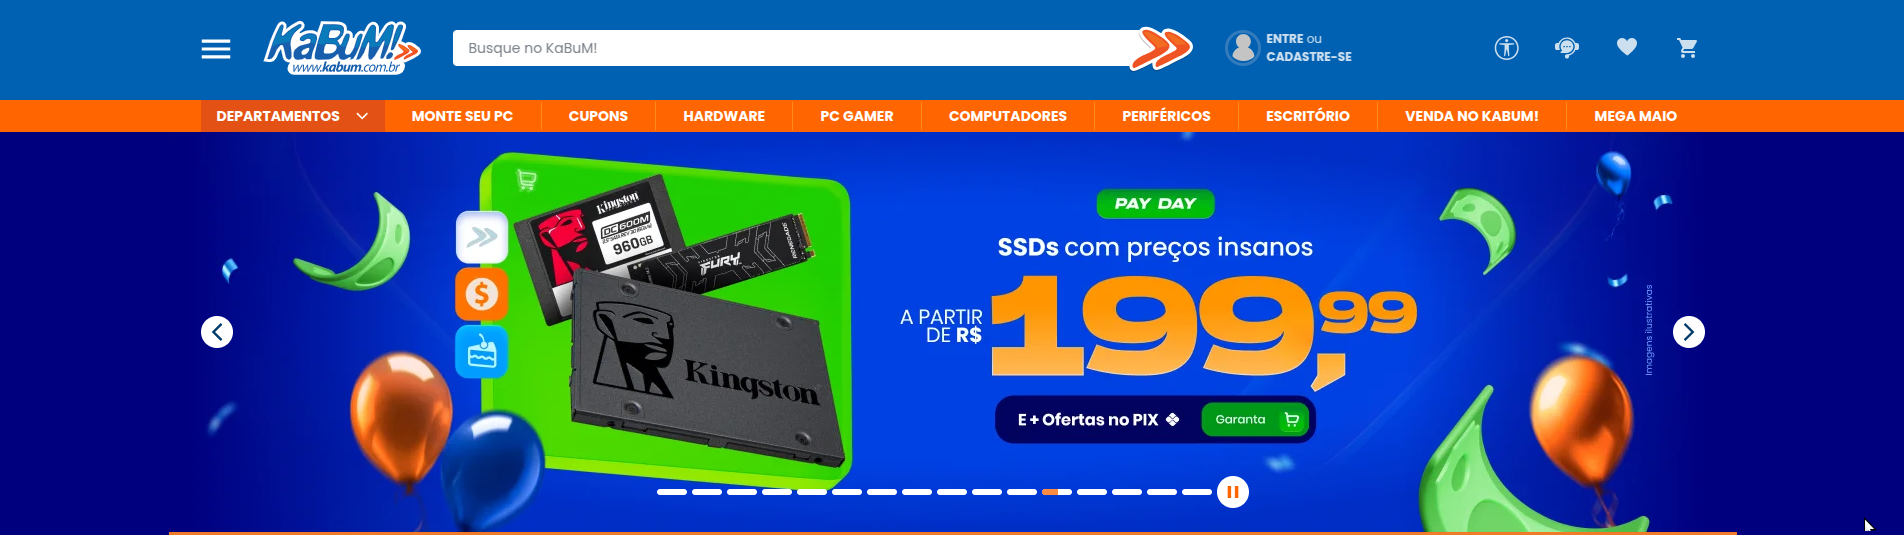 KaBuM!
www.kabum.com.br
Busque no KaBuM!
ENTRE ou
CADASTRE-SE
DEPARTAMENTOS
MONTE SEU PC
CUPONS
HARDWARE
PC GAMER
COMPUTADORES
PERIFÉRICOS
ESCRITÓRIO
VENDA NO KABUM!
MEGA MAIO
Kingston
DC600M
960GB
FURY
RENEGADE
Kingston
PAY DAY
SSDs com preços insanos
A PARTIR
DE R$
199,99
E + Ofertas no PIX
Garanta
Imagens ilustrativas